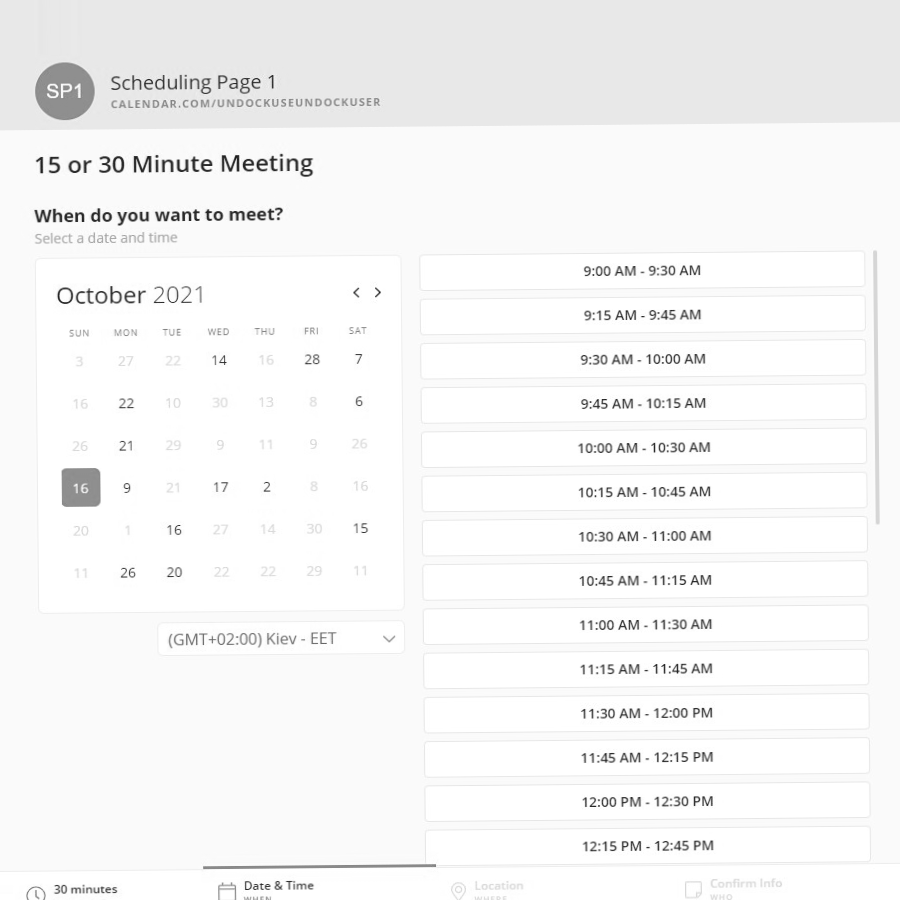 SP1
Scheduling Page 1
CALENDAR.COM/UNDOCKUSEUNDOCKUSER
15 or 30 Minute Meeting
When do you want to meet?
Select a date and time
October 2021
SUN MON TUE WED THU FRI SAT
3 27 22 14 16 28 7
16 22 10 30 13 8 6
26 21 29 9 11 9 26
16 9 21 17 2 8 16
20 1 16 27 14 30 15
11 26 20 22 22 29 11
(GMT+02:00) Kiev - EET
9:00 AM - 9:30 AM
9:15 AM - 9:45 AM
9:30 AM - 10:00 AM
9:45 AM - 10:15 AM
10:00 AM - 10:30 AM
10:15 AM - 10:45 AM
10:30 AM - 11:00 AM
10:45 AM - 11:15 AM
11:00 AM - 11:30 AM
11:15 AM - 11:45 AM
11:30 AM - 12:00 PM
11:45 AM - 12:15 PM
12:00 PM - 12:30 PM
12:15 PM - 12:45 PM
30 minutes
Date & Time
WHEN
Location
WHERE
Confirm Info
WHO